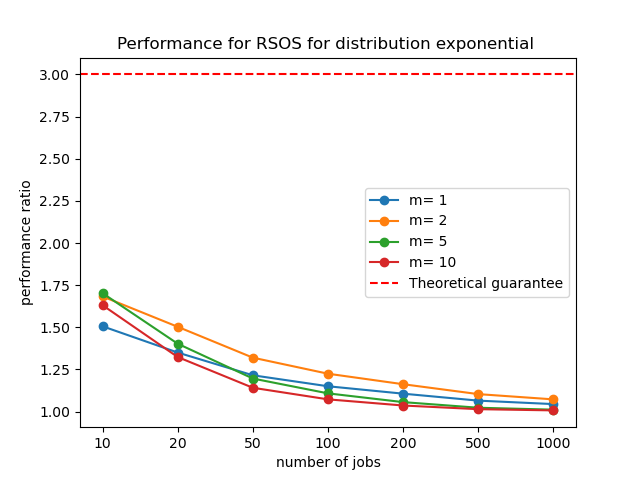 Performance for RSOS for distribution exponential
3.00
2.75
2.50
2.25
2.00
1.75
1.50
1.25
1.00
performance ratio
m= 1
m= 2
m= 5
m= 10
Theoretical guarantee
10 20 50 100 200 500 1000
number of jobs